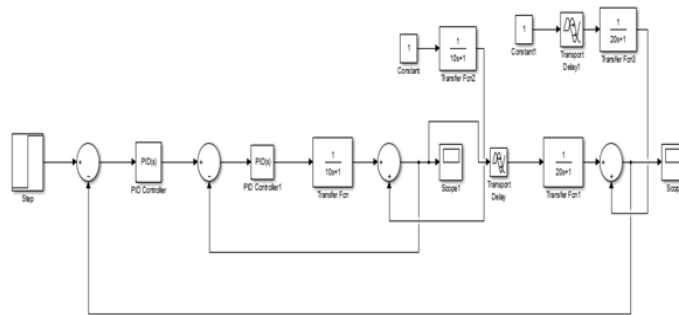 1
Constant
1
10s+1
Transfer Fcn2
1
Constant1
Transport
Delay1
1
20s+1
Transfer Fcn3
Step
PID(s)
PID Controller
PID(s)
PID Controller1
1
10s+1
Transfer Fcn
Scope1
Transport
Delay
1
20s+1
Transfer Fcn1
Scop